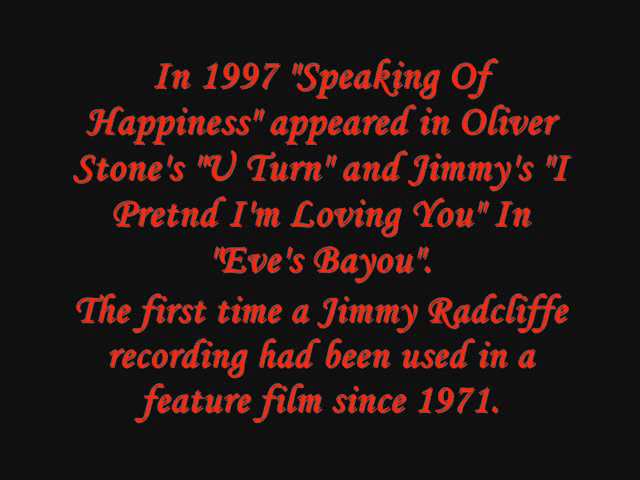 In 1997 "Speaking Of
Happiness" appeared in Oliver
Stone's "U Turn" and Jimmy's "I
Pretnd I'm Loving You" In
"Eve's Bayou".
The first time a Jimmy Radcliffe
recording had been used in a
feature film since 1971.